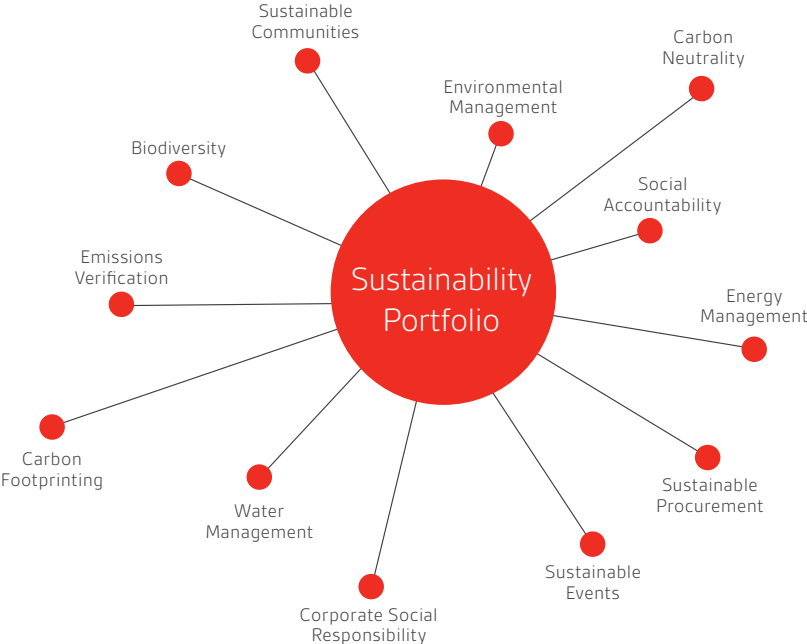 Sustainable
Communities
Carbon
Neutrality
Environmental
Management
Biodiversity
Social
Accountability
Emissions
Verification
Sustainability
Portfolio
Energy
Management
Carbon
Footprinting
Sustainable
Procurement
Water
Management
Sustainable
Events
Corporate Social
Responsibility